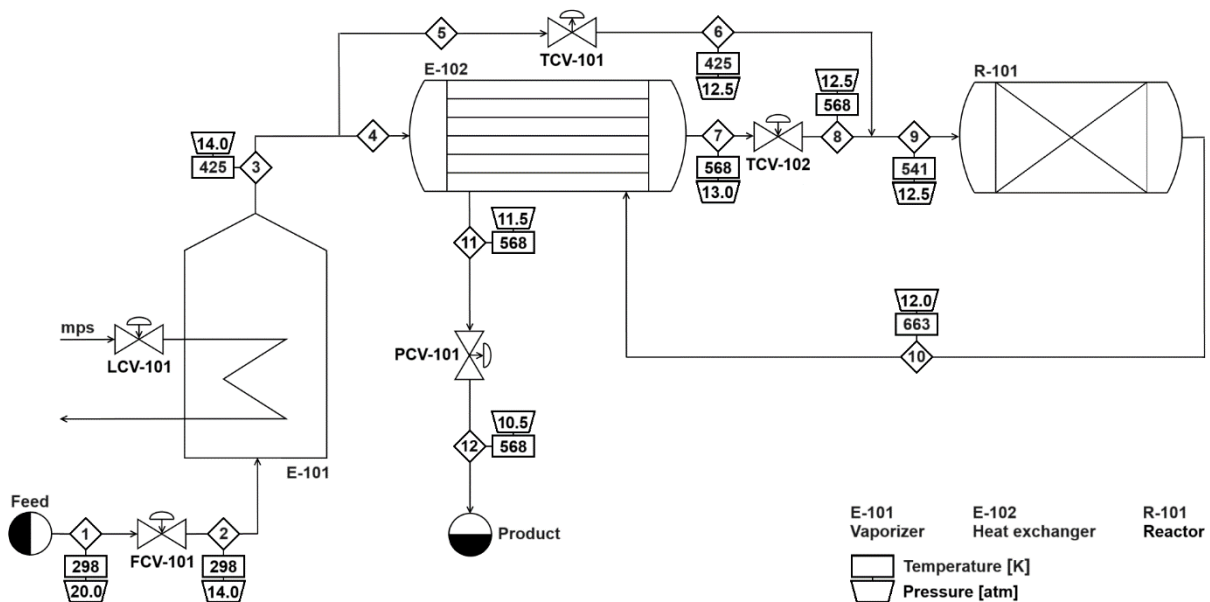 5
TCV-101
6
425
12.5
E-102
R-101
14.0
425
3
4
7
568
13.0
TCV-102
12.5
568
8
9
541
12.5
11
11.5
568
mps
LCV-101
PCV-101
12.0
663
10
E-101
12
10.5
568
Feed
1
298
20.0
FCV-101
2
298
14.0
Product
E-101 E-102 R-101
Vaporizer Heat exchanger Reactor
Temperature [K]
Pressure [atm]